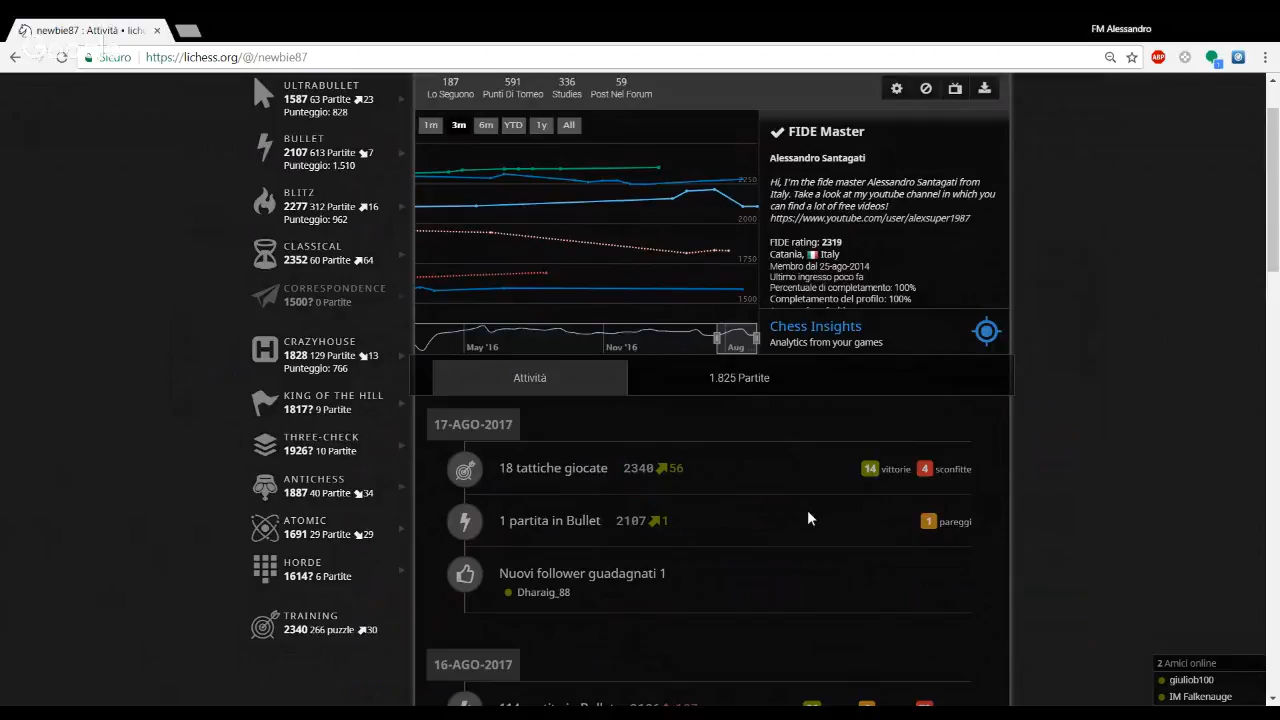 newbie87 : Attività • lich
FM Alessandro
Sicuro
https://lichess.org/@/newbie87
ABP
1
ULTRABULLET
1587 63 Partite 23
Punteggio: 828
BULLET
2107 613 Partite 7
Punteggio: 1.510
BLITZ
2277 312 Partite 16
Punteggio: 962
CLASSICAL
2352 60 Partite 64
CORRESPONDENCE
1500? 0 Partite
CRAZYHOUSE
1828 129 Partite 13
Punteggio: 766
KING OF THE HILL
1817? 9 Partite
THREE-CHECK
1926? 10 Partite
ANTICHESS
1887 40 Partite 34
ATOMIC
1691 29 Partite 29
HORDE
1614? 6 Partite
TRAINING
2340 266 puzzle 30
187 591 336 59
Lo Seguono Punti Di Torneo Studies Post Nel Forum
1m 3m 6m YTD 1y All
2250
2000
1750
1500
May '16 Nov '16 Aug
FIDE Master
Alessandro Santagati
Hi, I'm the fide master Alessandro Santagati from
Italy. Take a look at my youtube channel in which you
can find a lot of free videos!
https://www.youtube.com/user/alexsuper1987
FIDE rating: 2319
Catania, Italy
Membro dal 25-ago-2014
Ultimo ingresso poco fa
Percentuale di completamento: 100%
Completamento del profilo: 100%
Chess Insights
Analytics from your games
Attività 1.825 Partite
17-AGO-2017
18 tattiche giocate 2340 56 14 vittorie 4 sconfitte
1 partita in Bullet 2107 1 1 pareggi
Nuovi follower guadagnati 1
Dharaig_88
16-AGO-2017
2 Amici online
giuliob100
IM Falkenauge